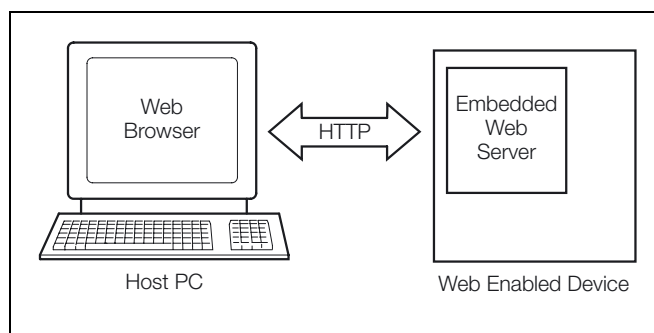 Web
Browser
HTTP
Embedded
Web
Server
Host PC
Web Enabled Device